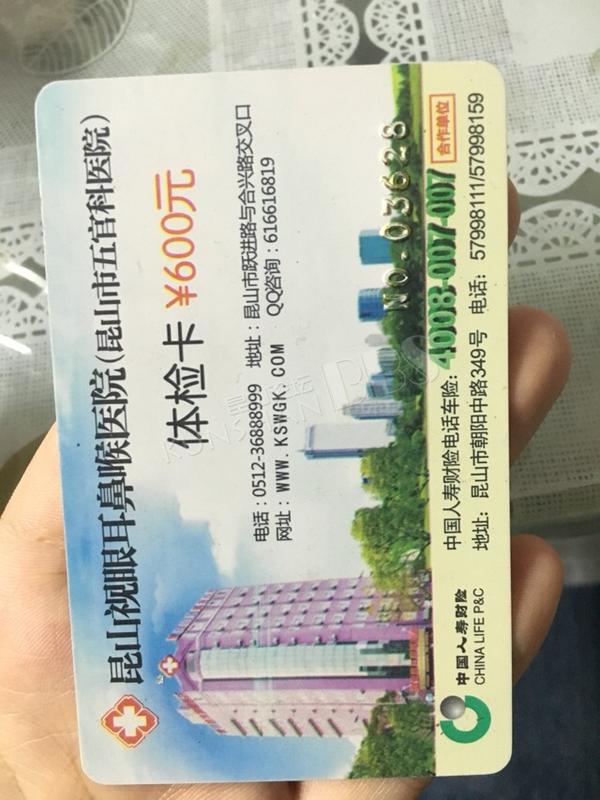 昆山视眼耳鼻喉医院(昆山市五官科医院)
体检卡 ¥600元
电话:0512-36888999 地址:昆山市跃进路与合兴路交叉口
网址:WWW.KSWGK.COM QQ咨询:616616819
No.03628
中国人寿财险 CHINA LIFE P&C
中国人寿财险电话车险:4008-007-007 合作单位
地址:昆山市朝阳中路349号 电话:57998111/57998159